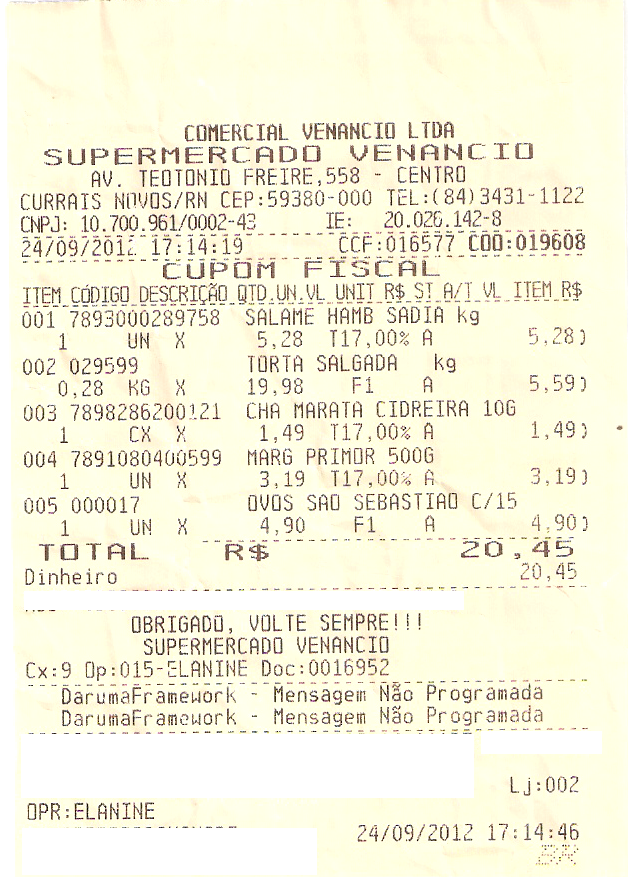 COMERCIAL VENANCIO LTDA
SUPERMERCADO VENANCIO
AV. TEOTONIO FREIRE,558 - CENTRO
CURRAIS NOVOS/RN CEP:59380-000 TEL:(84)3431-1122
CNPJ: 10.700.961/0002-43 IE: 20.026.142-8
24/09/2012 17:14:19 CCF:016577 COO:019608
CUPOM FISCAL
ITEM CÓDIGO DESCRIÇÃO QTD.UN.VL UNIT R$ ST A/T VL ITEM R$
001 7893000289758 SALAME HAMB SADIA kg
1 UN X 5,28 T17,00% A 5,28)
002 029599 TORTA SALGADA kg
0,28 KG X 19,98 F1 A 5,59)
003 7898286200121 CHA MARATA CIDREIRA 10G
1 CX X 1,49 T17,00% A 1,49)
004 7891080400599 MARG PRIMOR 500G
1 UN X 3,19 T17,00% A 3,19)
005 000017 OVOS SAO SEBASTIAO C/15
1 UN X 4,90 F1 A 4,90)
TOTAL R$ 20,45
Dinheiro 20,45
OBRIGADO, VOLTE SEMPRE!!!
SUPERMERCADO VENANCIO
Cx:9 Op:015-ELANINE Doc:0016952
DarumaFramework - Mensagem Não Programada
DarumaFramework - Mensagem Não Programada
Lj:002
OPR:ELANINE
24/09/2012 17:14:46
BR